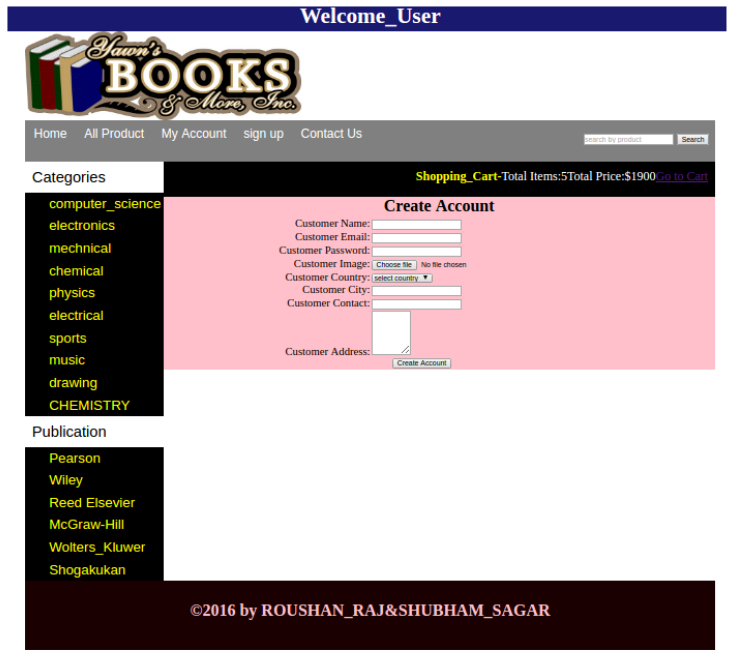 Welcome_User
Yawn's
BOOKS
& More, Inc.
Home All Product My Account sign up Contact Us
search by product Search
Categories
Shopping_Cart-Total Items:5Total Price:$1900Go to Cart
computer_science
electronics
mechnical
chemical
physics
electrical
sports
music
drawing
CHEMISTRY
Create Account
Customer Name:
Customer Email:
Customer Password:
Customer Image: Choose file No file chosen
Customer Country: select country
Customer City:
Customer Contact:
Customer Address:
Create Account
Publication
Pearson
Wiley
Reed Elsevier
McGraw-Hill
Wolters_Kluwer
Shogakukan
©2016 by ROUSHAN_RAJ&SHUBHAM_SAGAR